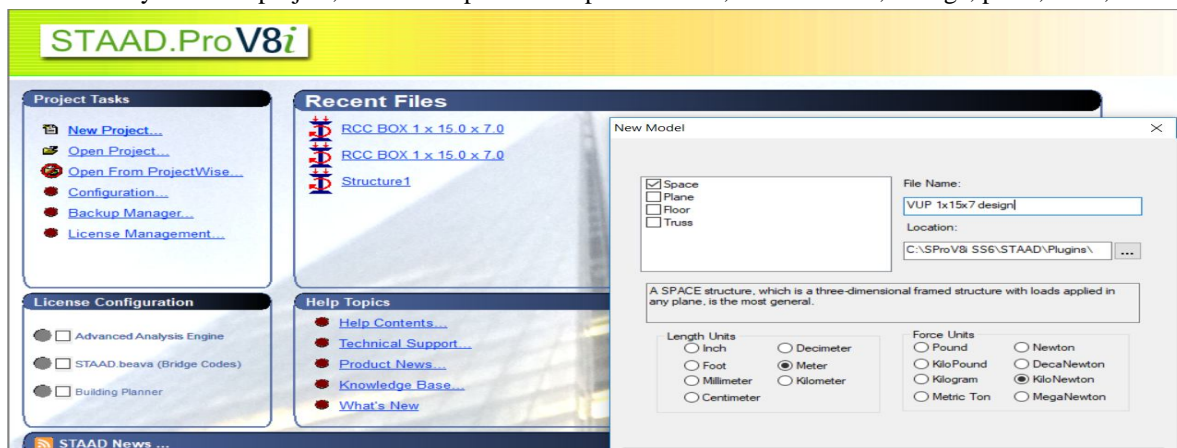 STAAD.Pro V8i
Project Tasks
New Project...
Open Project...
Open From ProjectWise...
Configuration...
Backup Manager...
License Management...
Recent Files
RCC BOX 1 x 15.0 x 7.0
RCC BOX 1 x 15.0 x 7.0
Structure1
License Configuration
Advanced Analysis Engine
STAAD.beava (Bridge Codes)
Building Planner
Help Topics
Help Contents...
Technical Support...
Product News...
Knowledge Base...
What's New
STAAD News ...
New Model
Space
Plane
Floor
Truss
File Name:
VUP 1x15x7 design
Location:
C:\SProV8i SS6\STAAD\Plugins\
...
A SPACE structure, which is a three-dimensional framed structure with loads applied in
any plane, is the most general.
Length Units
Inch
Decimeter
Foot
Meter
Millimeter
Kilometer
Centimeter
Force Units
Pound
Newton
KiloPound
DecaNewton
Kilogram
KiloNewton
Metric Ton
MegaNewton